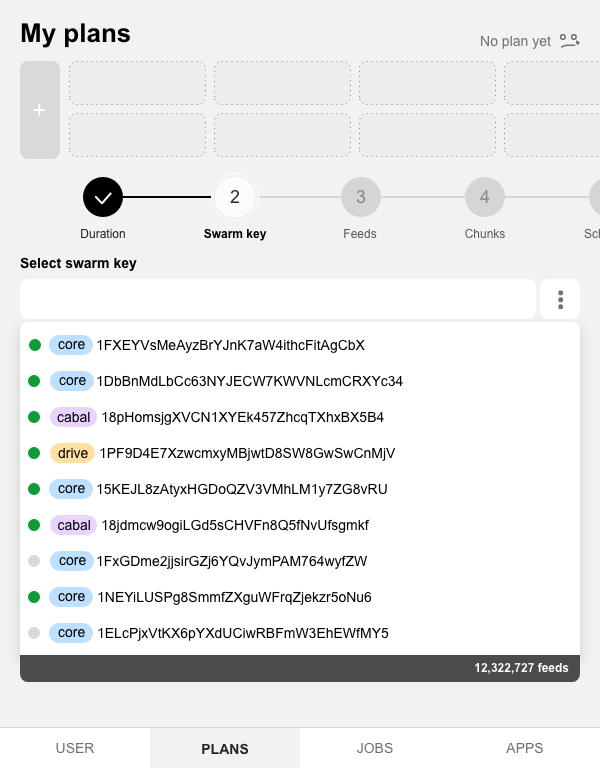 My plans
No plan yet
+
2
3
4
Duration
Swarm key
Feeds
Chunks
Select swarm key
core 1FXEYVsMeAyzBrYJnK7aW4ithcFitAgCbX
core 1DbBnMdLbCc63NYJECW7KWVNLcmCRXYc34
cabal 18pHomsjgXVCN1XYEk457ZhcqTXhxBX5B4
drive 1PF9D4E7XzwcmxyMBjwtD8SW8GwSwCnMjV
core 15KEJL8zAtyxHGDoQZV3VMhLM1y7ZG8vRU
cabal 18jdmcw9ogiLGd5sCHVFn8Q5fNvUfsgmkf
core 1FxGDme2jjsirGZj6YQvJymPAM764wyfZW
core 1NEYiLUSPg8SmmfZXguWFrqZjekzr5oNu6
core 1ELcPjxVtKX6pYXdUCiwRBFmW3EhEWfMY5
12,322,727 feeds
USER
PLANS
JOBS
APPS